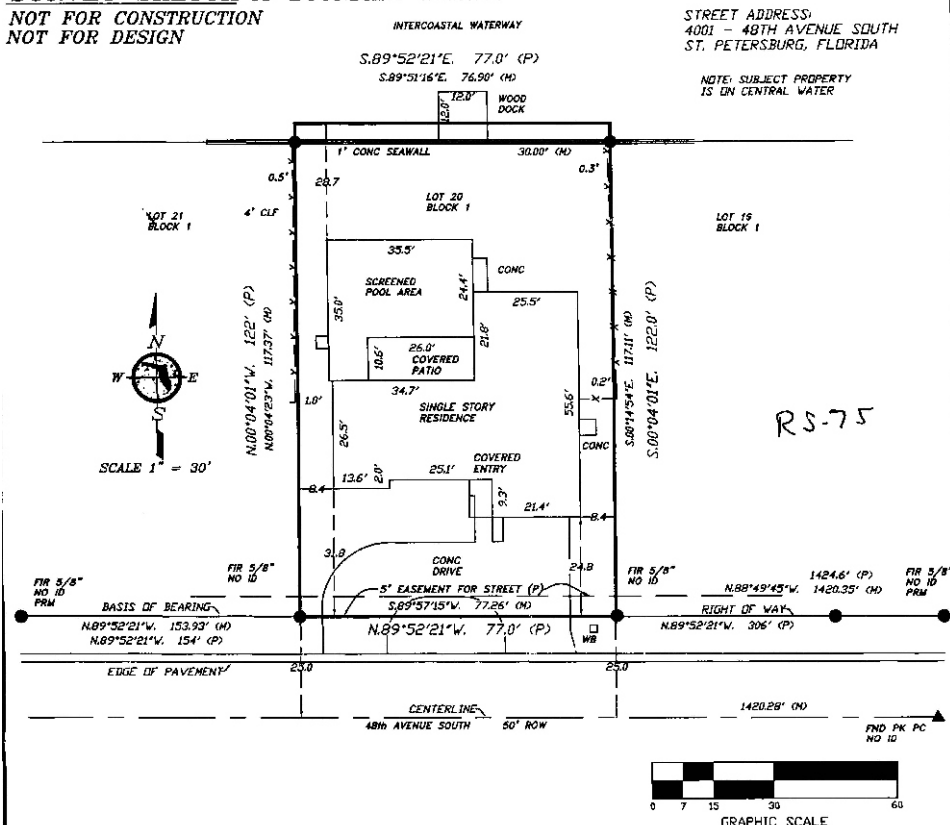 NOT FOR CONSTRUCTION
NOT FOR DESIGN
INTERCOASTAL WATERWAY
STREET ADDRESS:
4001 - 48TH AVENUE SOUTH
ST. PETERSBURG, FLORIDA
S.89°52'21"E. 77.0' (P)
S.89°51'16"E. 76.90' (M)
NOTE: SUBJECT PROPERTY
IS ON CENTRAL WATER
12.0'
12.0'
WOOD
DOCK
1' CONC SEAWALL
30.00' (M)
0.5'
28.7
0.3'
4' CLF
LOT 20
BLOCK 1
LOT 21
BLOCK 1
LOT 19
BLOCK 1
35.5'
CONC
SCREENED
POOL AREA
24.4'
25.5'
35.0'
21.8'
26.0'
10.6'
COVERED
PATIO
34.7'
N.00°04'01"W. 122' (P)
N.00°04'23"W. 117.37' (M)
S.00°14'54"E. 117.11' (M)
S.00°04'01"E. 122.0' (P)
N
W
E
S
SCALE 1" = 30'
1.0'
0.2'
SINGLE STORY
RESIDENCE
55.6'
26.5'
CONC
RS-75
COVERED
ENTRY
25.1'
13.6'
2.0'
9.3'
21.4'
8.4
8.4
CONC
DRIVE
24.8
FIR 5/8"
NO ID
PRM
FIR 5/8"
NO ID
FIR 5/8"
NO ID
FIR 5/8"
NO ID
PRM
5' EASEMENT FOR STREET (P)
S.89°57'15"W. 77.26' (M)
N.89°52'21"W. 77.0' (P)
1424.6' (P)
N.88°49'45"W. 1420.35' (M)
BASIS OF BEARING
N.89°52'21"W. 153.93' (M)
N.89°52'21"W. 154' (P)
RIGHT OF WAY
N.89°52'21"W. 306' (P)
WB
EDGE OF PAVEMENT
25.0
25.0
CENTERLINE
48th AVENUE SOUTH 50' ROW
1420.28' (M)
FND PK PC
NO ID
0 7 15 30 60
GRAPHIC SCALE